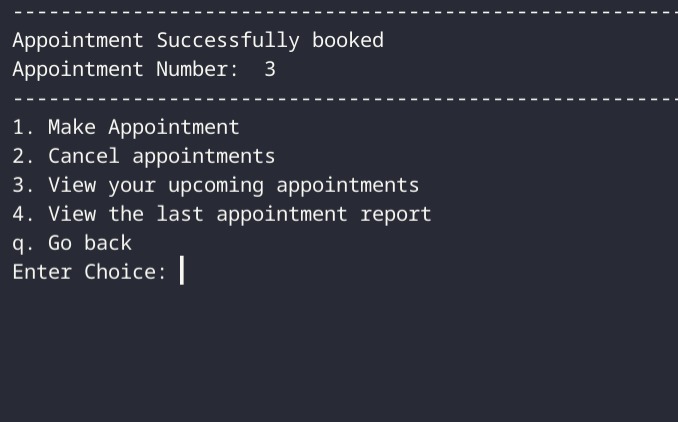 --------------------------------------------------------
Appointment Successfully booked
Appointment Number:  3
--------------------------------------------------------
1. Make Appointment
2. Cancel appointments
3. View your upcoming appointments
4. View the last appointment report
q. Go back
Enter Choice: